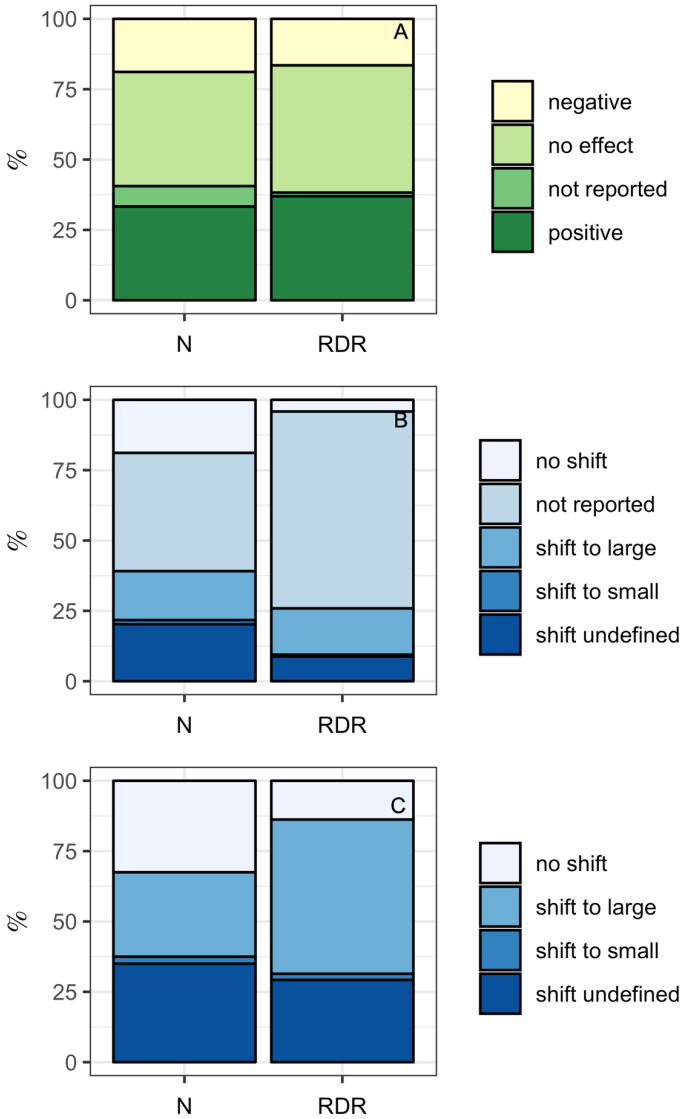 100
75
50
25
0
%
A
N RDR
negative
no effect
not reported
positive
100
75
50
25
0
%
B
N RDR
no shift
not reported
shift to large
shift to small
shift undefined
100
75
50
25
0
%
C
N RDR
no shift
shift to large
shift to small
shift undefined